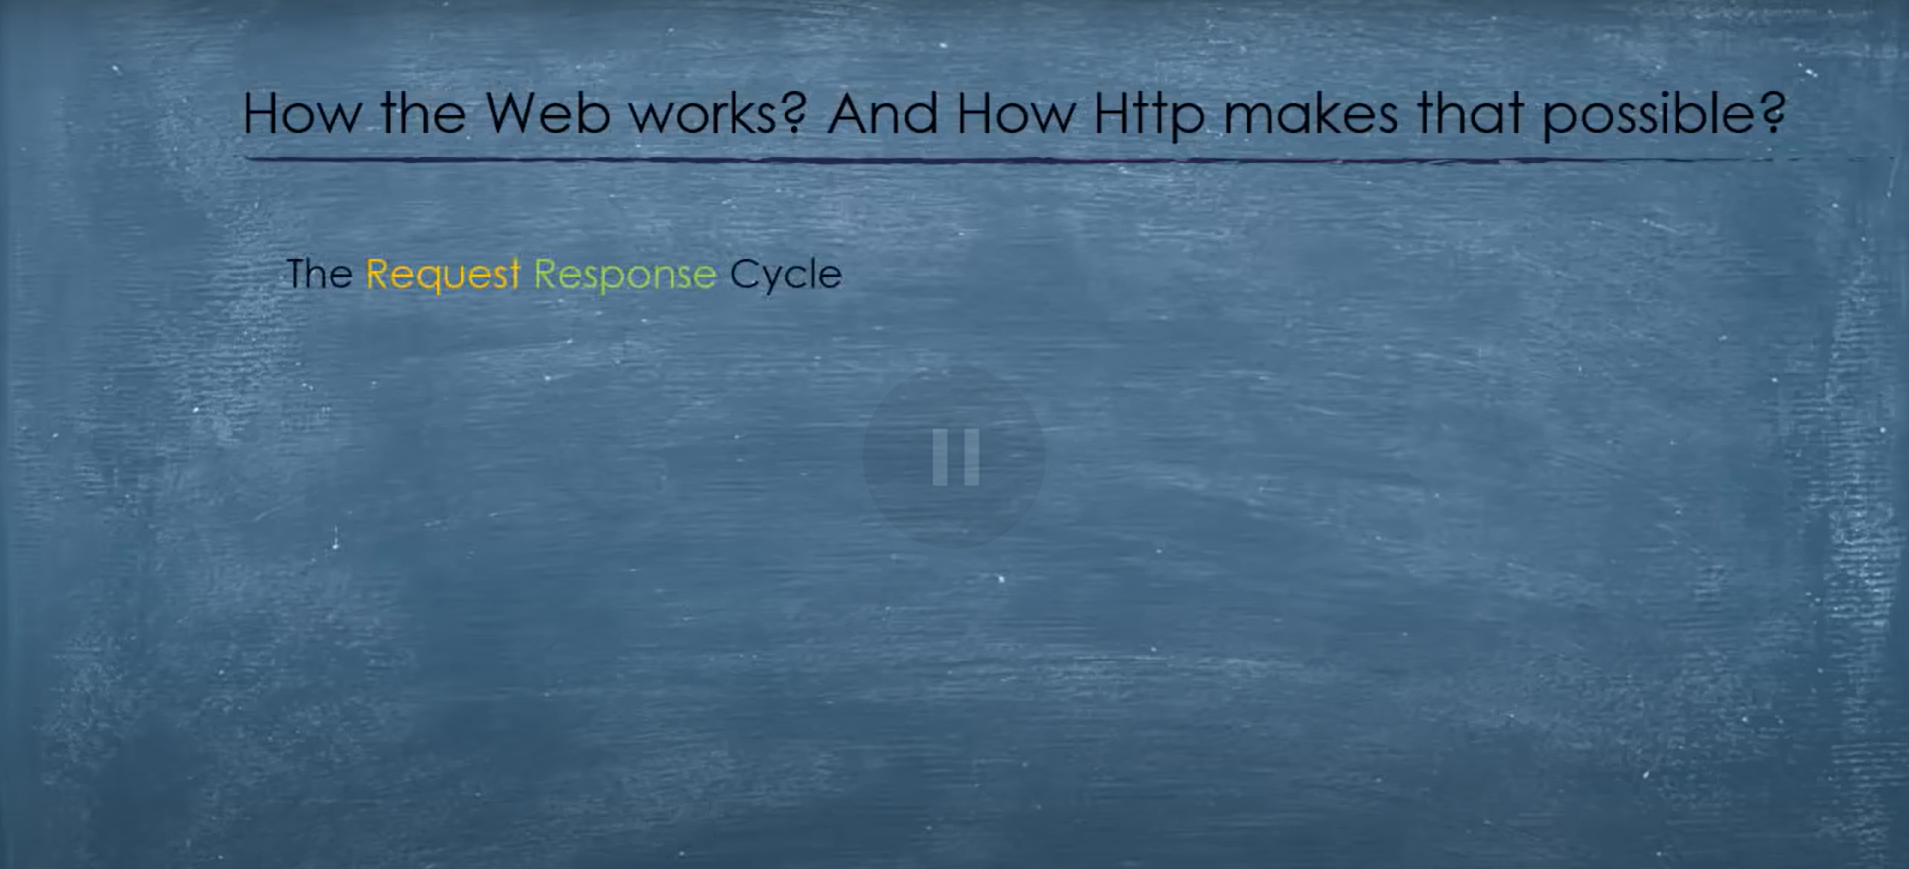 How the Web works? And How Http makes that possible?
The Request Response Cycle